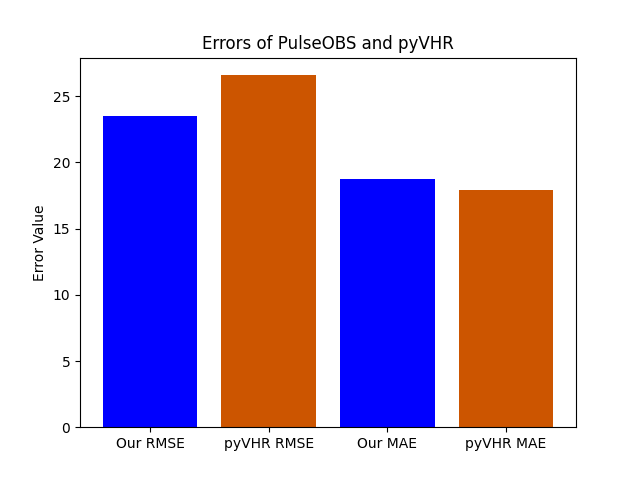 Errors of PulseOBS and pyVHR
Error Value
25
20
15
10
5
0
Our RMSE
pyVHR RMSE
Our MAE
pyVHR MAE